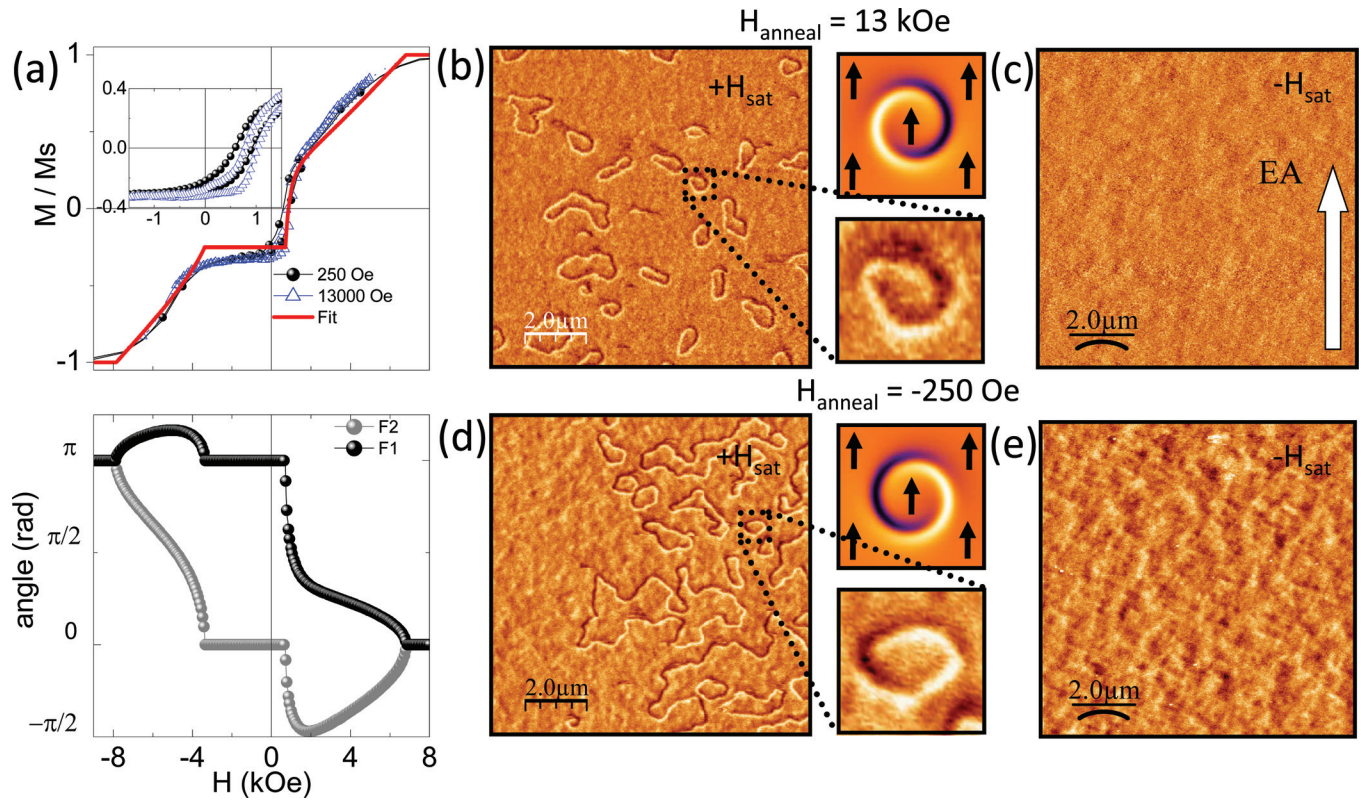 H_anneal = 13 kOe
(a)
1
0
-1
M / Ms
0.4
0.0
-0.4
-1
0
1
250 Oe
13000 Oe
Fit
(b)
+H_sat
2.0µm
(c)
-H_sat
EA
2.0µm
H_anneal = -250 Oe
π
π/2
0
−π/2
angle (rad)
F2
F1
-8
-4
0
4
8
H (kOe)
(d)
+H_sat
2.0µm
(e)
-H_sat
2.0µm